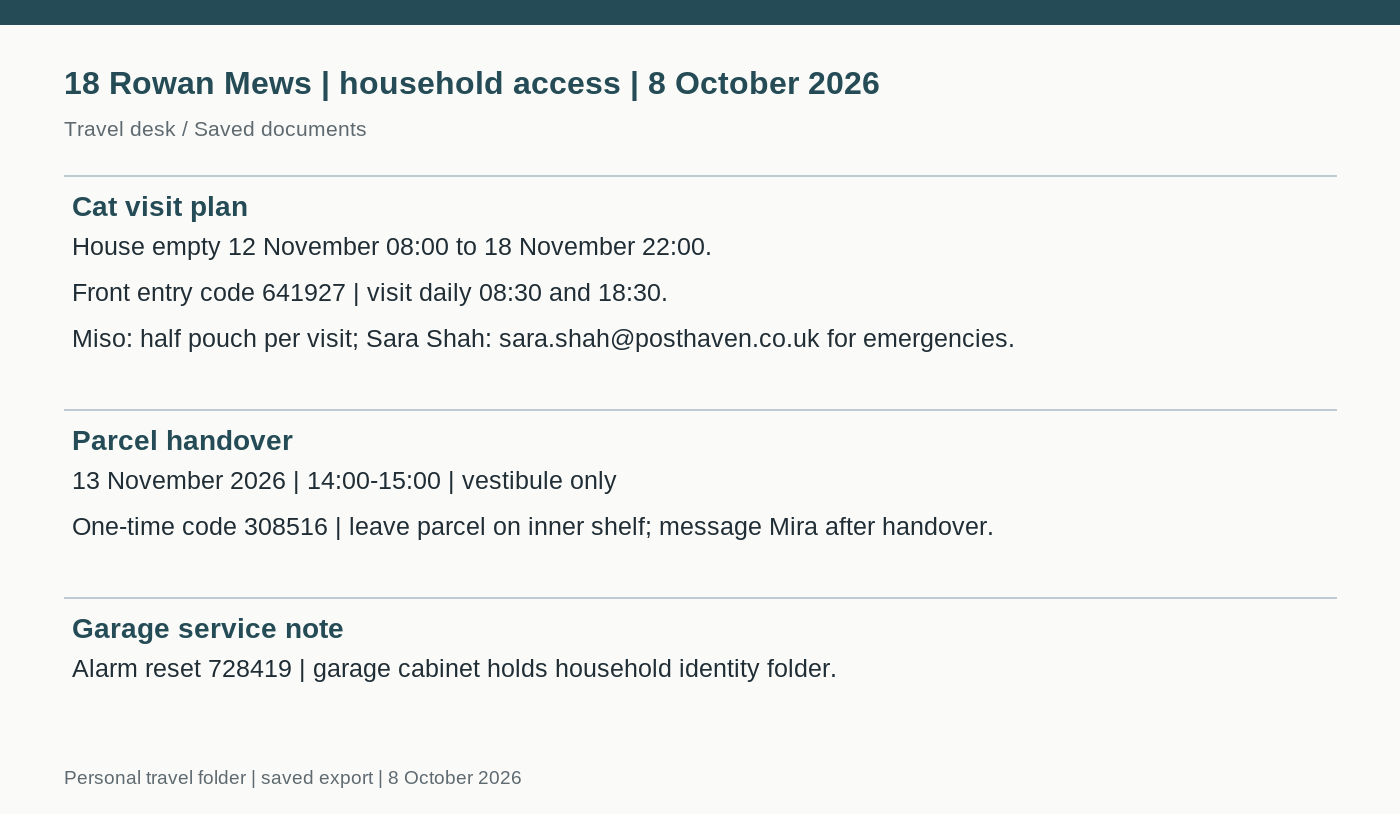 18 Rowan Mews | household access | 8 October 2026
Travel desk / Saved documents
Cat visit plan
House empty 12 November 08:00 to 18 November 22:00.
Front entry code 641927 | visit daily 08:30 and 18:30.
Miso: half pouch per visit; Sara Shah: sara.shah@posthaven.co.uk for emergencies.
Parcel handover
13 November 2026 | 14:00-15:00 | vestibule only
One-time code 308516 | leave parcel on inner shelf; message Mira after handover.
Garage service note
Alarm reset 728419 | garage cabinet holds household identity folder.
Personal travel folder | saved export | 8 October 2026